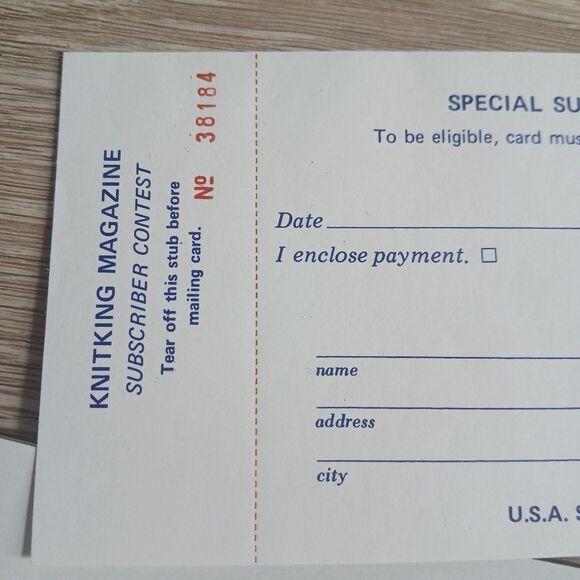 KNITKING MAGAZINE
SUBSCRIBER CONTEST
Tear off this stub before
mailing card.
Nº 38184
SPECIAL SU
To be eligible, card mus
Date
I enclose payment. ☐
name
address
city
U.S.A. S